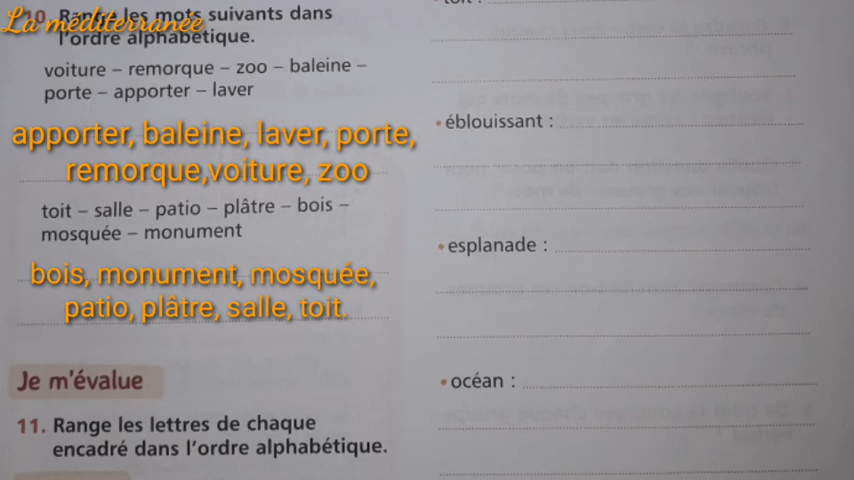 La méditerranée
10. Range les mots suivants dans
l'ordre alphabétique.
voiture – remorque – zoo – baleine –
porte – apporter – laver
apporter, baleine, laver, porte,
remorque,voiture, zoo
toit – salle – patio – plâtre – bois –
mosquée – monument
bois, monument, mosquée,
patio, plâtre, salle, toit.
Je m'évalue
11. Range les lettres de chaque
encadré dans l'ordre alphabétique.
• éblouissant :
• esplanade :
• océan :